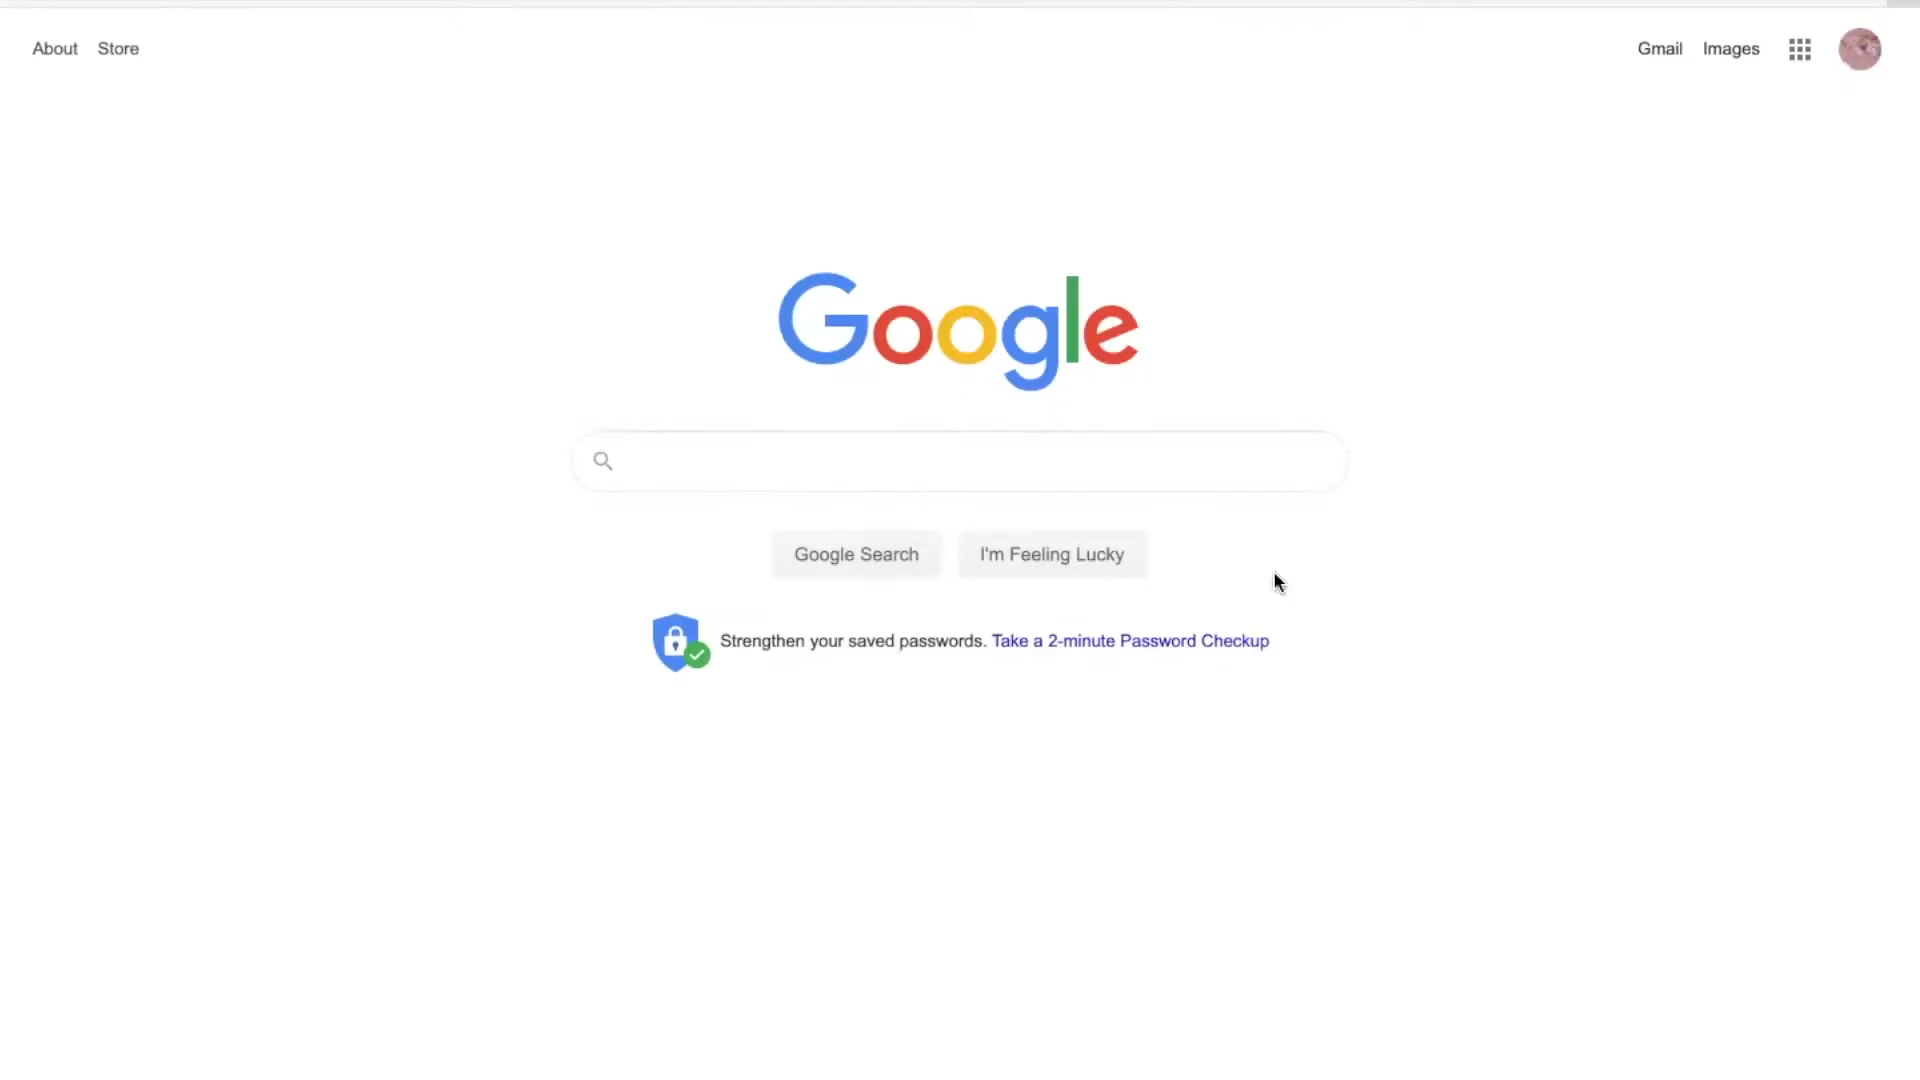 About Store
Gmail Images
Google
Google Search I'm Feeling Lucky
Strengthen your saved passwords. Take a 2-minute Password Checkup